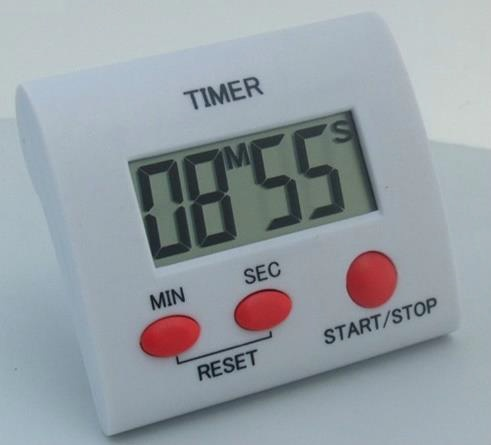 TIMER
08M55S
MIN SEC
RESET
START/STOP